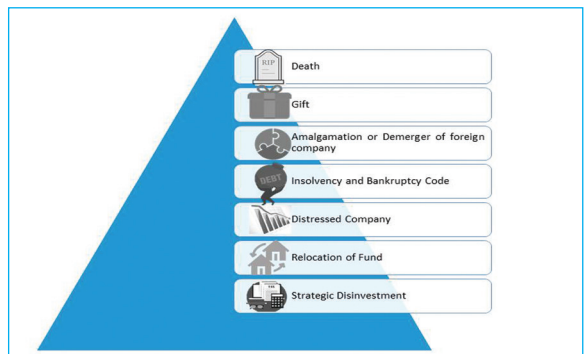 RIP
Death
Gift
Amalgamation or Demerger of foreign
company
DEBT
Insolvency and Bankruptcy Code
Distressed Company
Relocation of Fund
Strategic Disinvestment